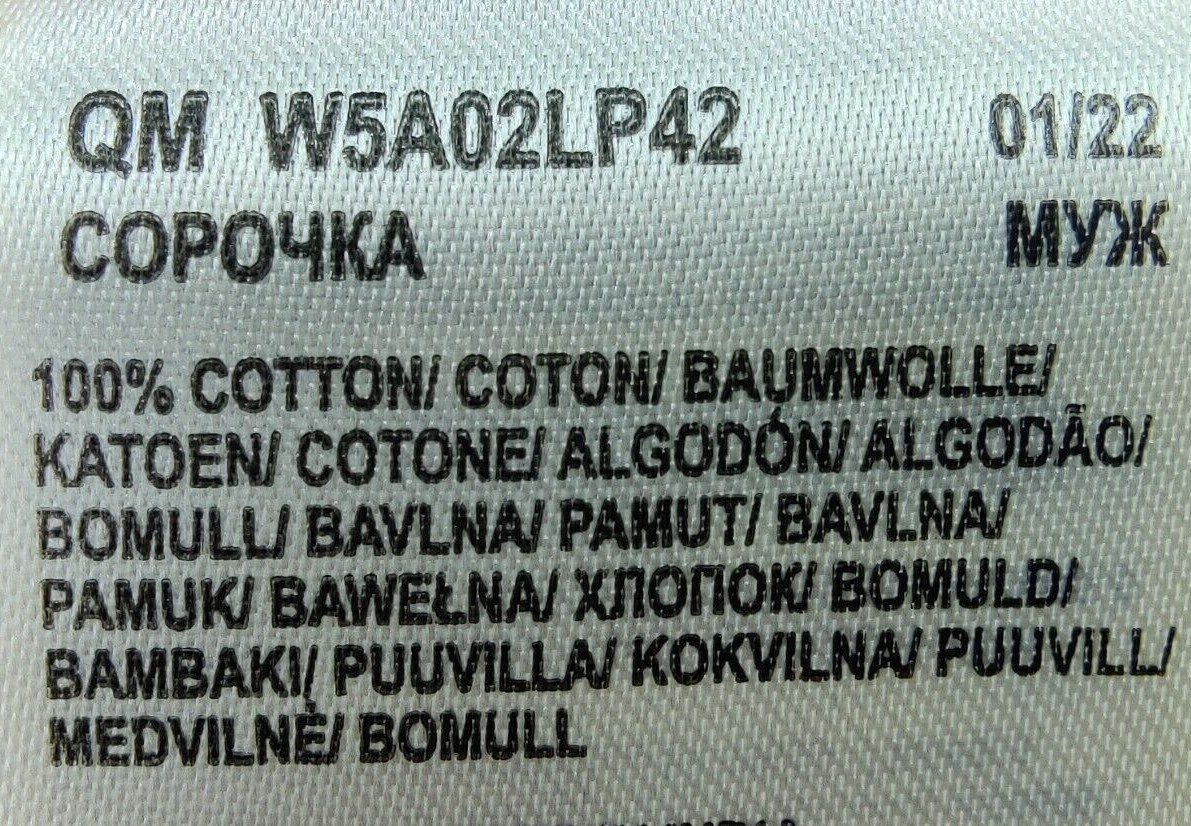 QM W5A02LP42 01/22
СОРОЧКА МУЖ
100% COTTON/ COTON/ BAUMWOLLE/
KATOEN/ COTONE/ ALGODÓN/ ALGODÃO/
BOMULL/ BAVLNA/ PAMUT/ BAVLNA/
PAMUK/ BAWEŁNA/ ХЛОПОК/ BOMULD/
BAMBAKI/ PUUVILLA/ KOKVILNA/ PUUVILL/
MEDVILNĖ/ BOMULL